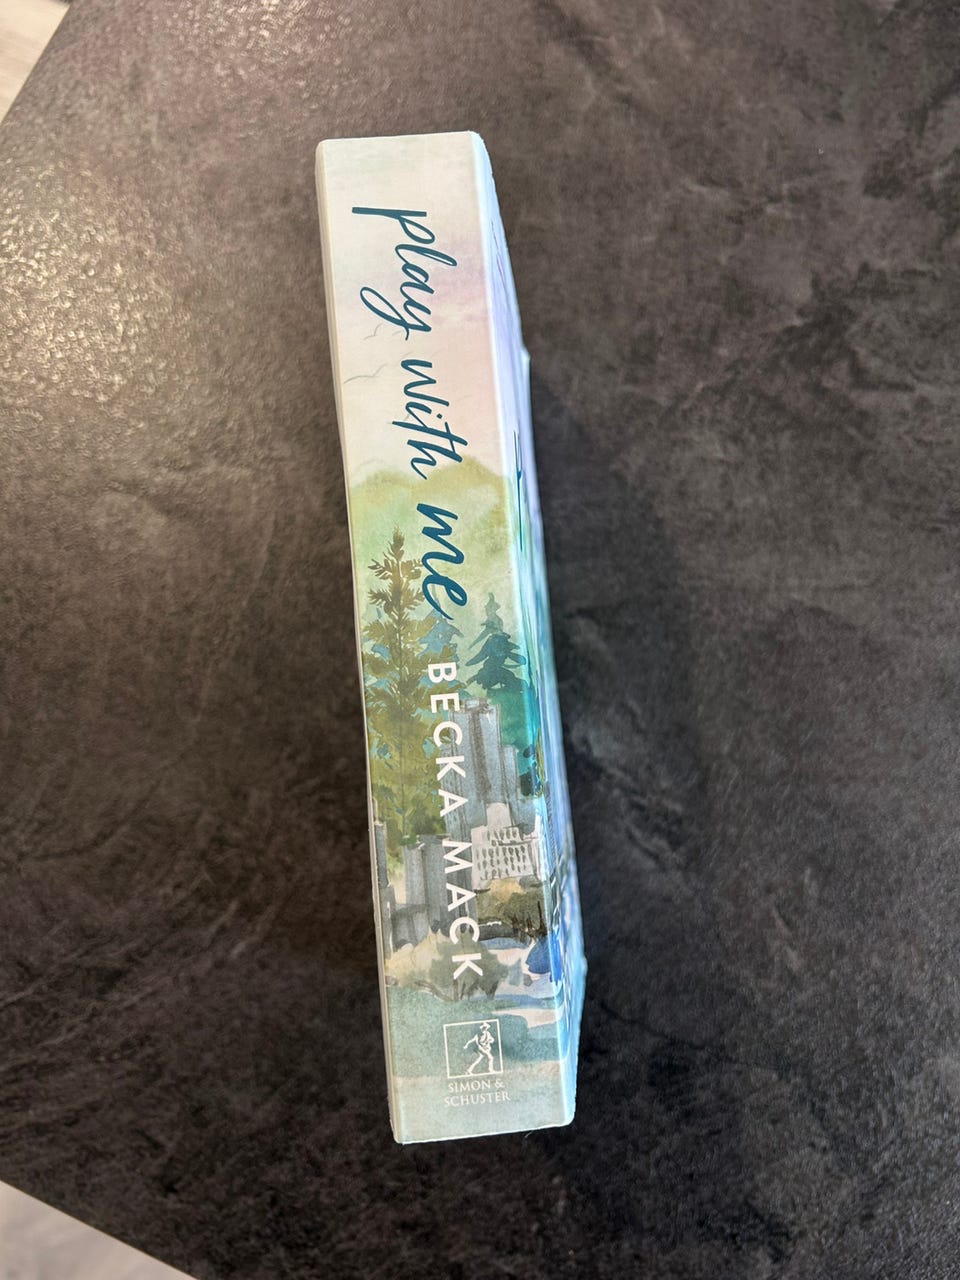 play with me
BECKA MACK
SIMON &
SCHUSTER